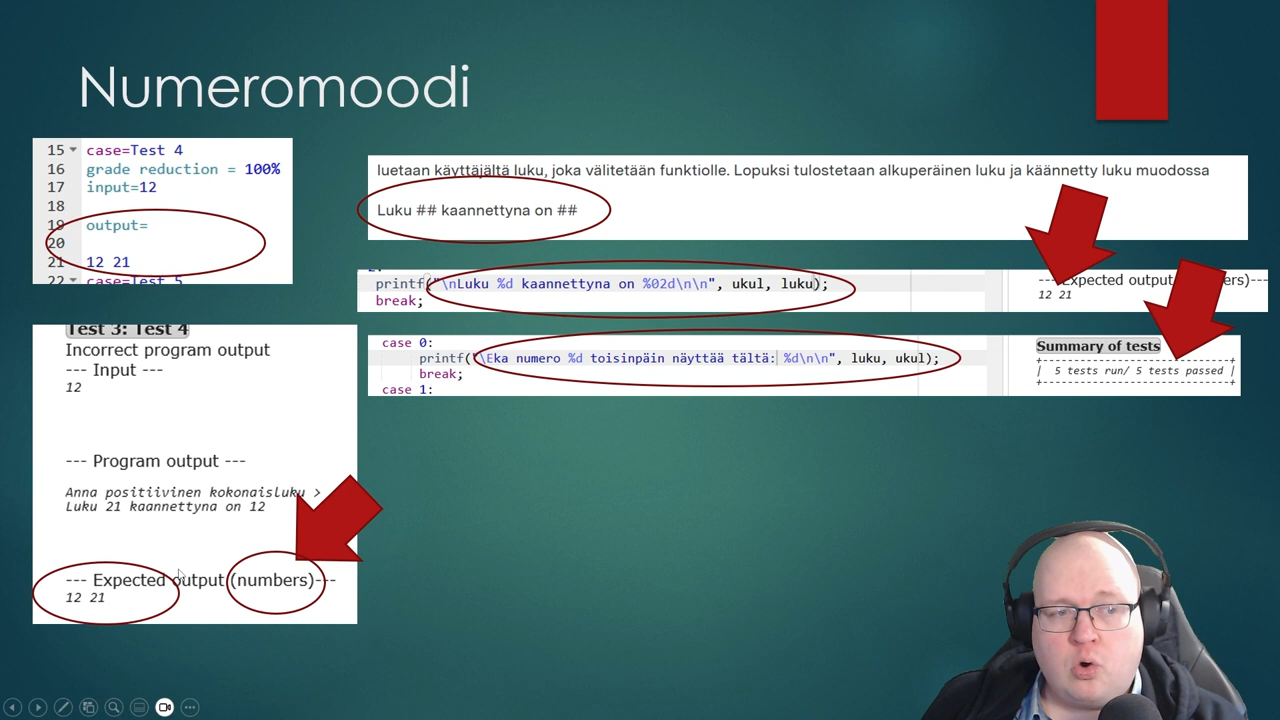 Numeromoodi
15 case=Test 4
16 grade reduction = 100%
17 input=12
18
19 output=
20
21 12 21
22 case=Test 5
luetaan käyttäjältä luku, joka välitetään funktiolle. Lopuksi tulostetaan alkuperäinen luku ja käännetty luku muodossa
Luku ## kaannettyna on ##
printf("\nLuku %d kaannettyna on %02d\n\n", ukul, luku);
break;
--- Expected output
12 21
case 0:
printf("\Eka numero %d toisinpäin näyttää tältä: %d\n\n", luku, ukul);
break;
case 1:
Summary of tests
+------------------------------+
| 5 tests run/ 5 tests passed |
+------------------------------+
Test 3: Test 4
Incorrect program output
--- Input ---
12
--- Program output ---
Anna positiivinen kokonaisluku >
Luku 21 kaannettyna on 12
--- Expected output (numbers)---
12 21